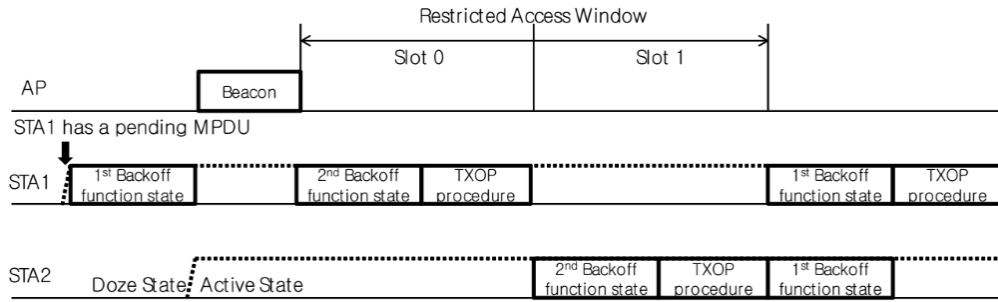 Restricted Access Window
Slot 0
Slot 1
AP
Beacon
STA1 has a pending MPDU
STA1
1st Backoff
function state
2nd Backoff
function state
TXOP
procedure
1st Backoff
function state
TXOP
procedure
STA2
Doze State
Active State
2nd Backoff
function state
TXOP
procedure
1st Backoff
function state